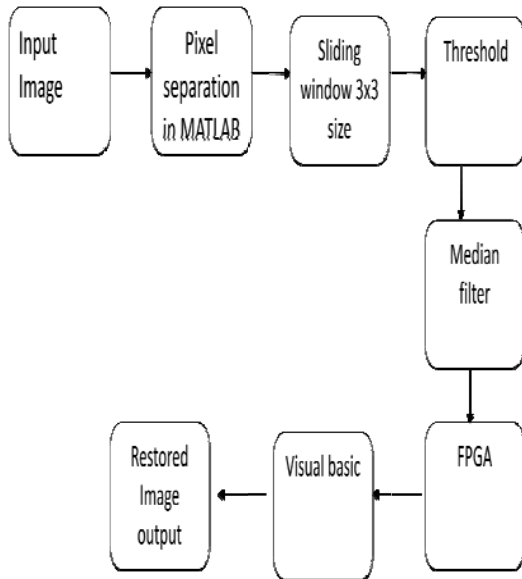 Input
Image
Pixel
separation
in MATLAB
Sliding
window 3x3
size
Threshold
Median
filter
FPGA
Visual basic
Restored
Image
output